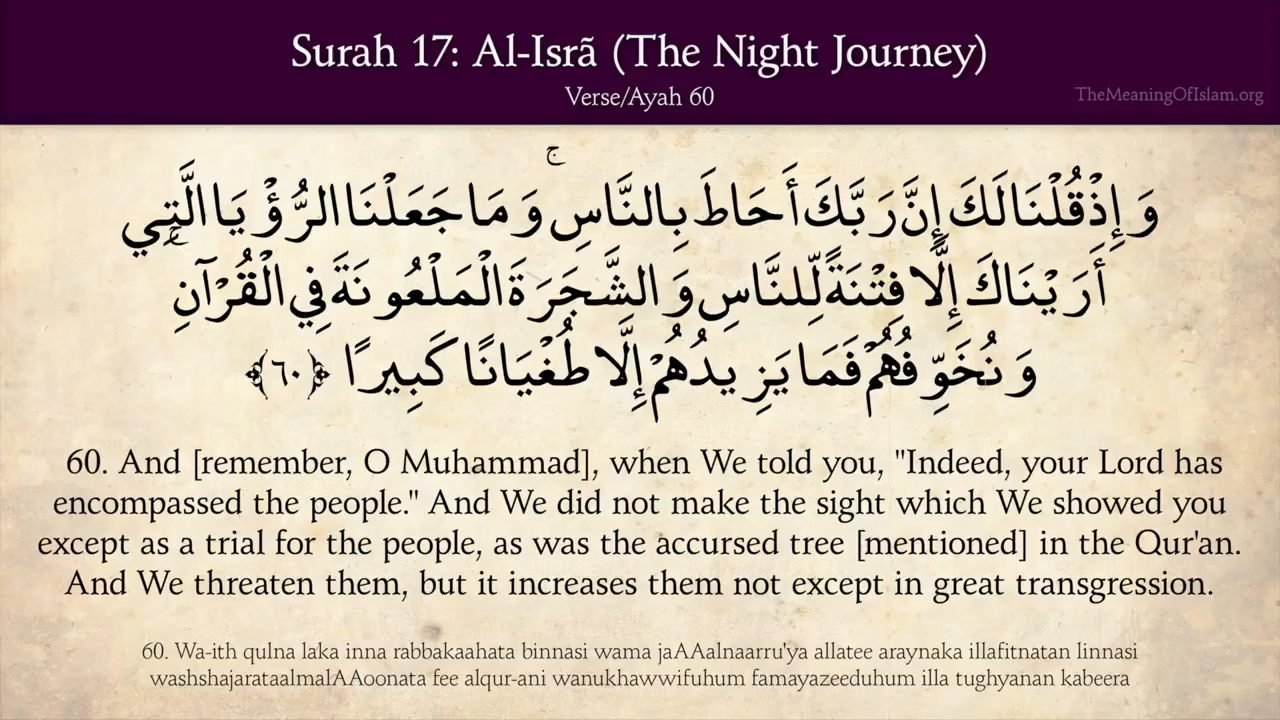 Surah 17: Al-Isrã (The Night Journey)
Verse/Ayah 60
TheMeaningOfIslam.org
وَإِذْ قُلْنَا لَكَ إِنَّ رَبَّكَ أَحَاطَ بِالنَّاسِ ۚ وَمَا جَعَلْنَا الرُّؤْيَا الَّتِي
أَرَيْنَاكَ إِلَّا فِتْنَةً لِّلنَّاسِ وَالشَّجَرَةَ الْمَلْعُونَةَ فِي الْقُرْآنِ ۚ
وَنُخَوِّفُهُمْ فَمَا يَزِيدُهُمْ إِلَّا طُغْيَانًا كَبِيرًا ﴿٦٠﴾
60. And [remember, O Muhammad], when We told you, "Indeed, your Lord has
encompassed the people." And We did not make the sight which We showed you
except as a trial for the people, as was the accursed tree [mentioned] in the Qur'an.
And We threaten them, but it increases them not except in great transgression.
60. Wa-ith qulna laka inna rabbakaahata binnasi wama jaAAalnaarru'ya allatee araynaka illafitnatan linnasi
washshajarataalmalAAoonata fee alqur-ani wanukhawwifuhum famayazeeduhum illa tughyanan kabeera